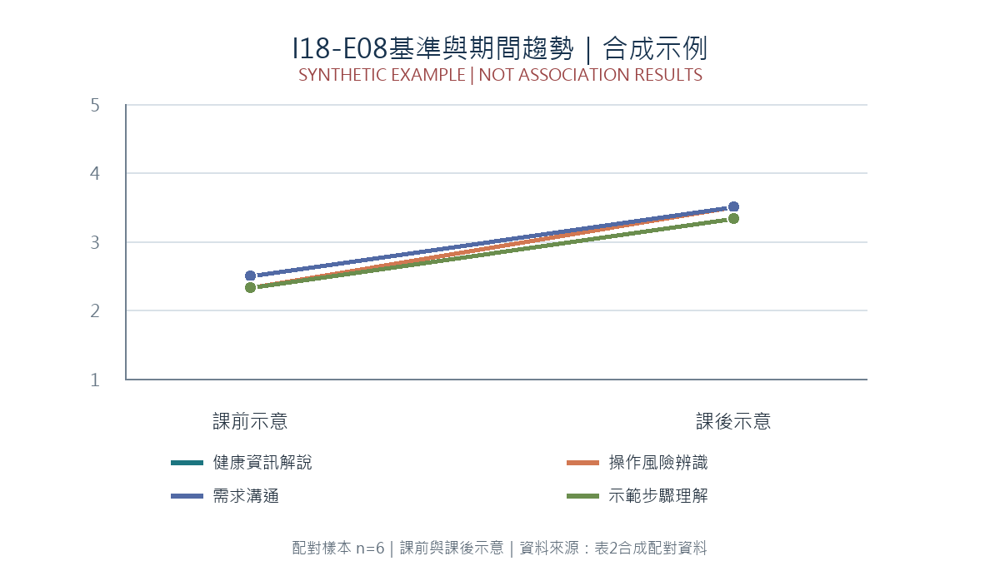 I18-E08基準與期間趨勢｜合成示例
SYNTHETIC EXAMPLE | NOT ASSOCIATION RESULTS
5
4
3
2
1
課前示意
課後示意
健康資訊解說
操作風險辨識
需求溝通
示範步驟理解
配對樣本 n=6｜課前與課後示意｜資料來源：表2合成配對資料